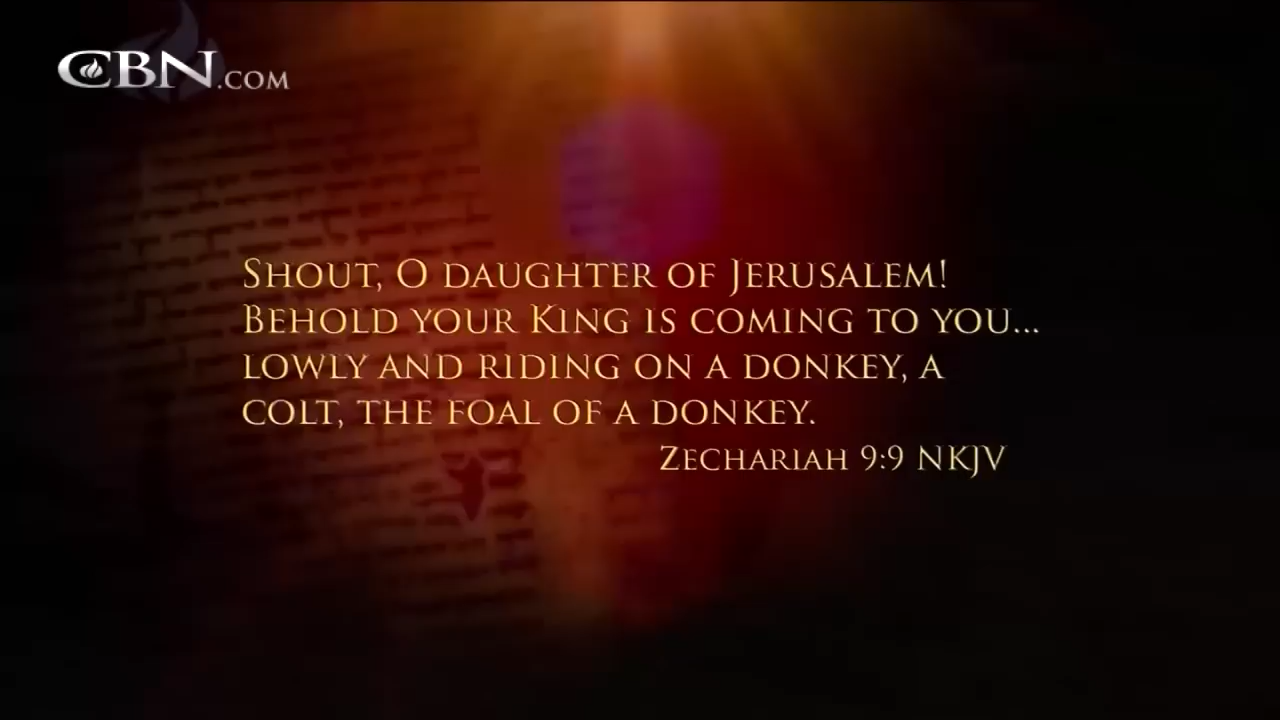 CBN.COM
SHOUT, O DAUGHTER OF JERUSALEM!
BEHOLD YOUR KING IS COMING TO YOU...
LOWLY AND RIDING ON A DONKEY, A
COLT, THE FOAL OF A DONKEY.
ZECHARIAH 9:9 NKJV